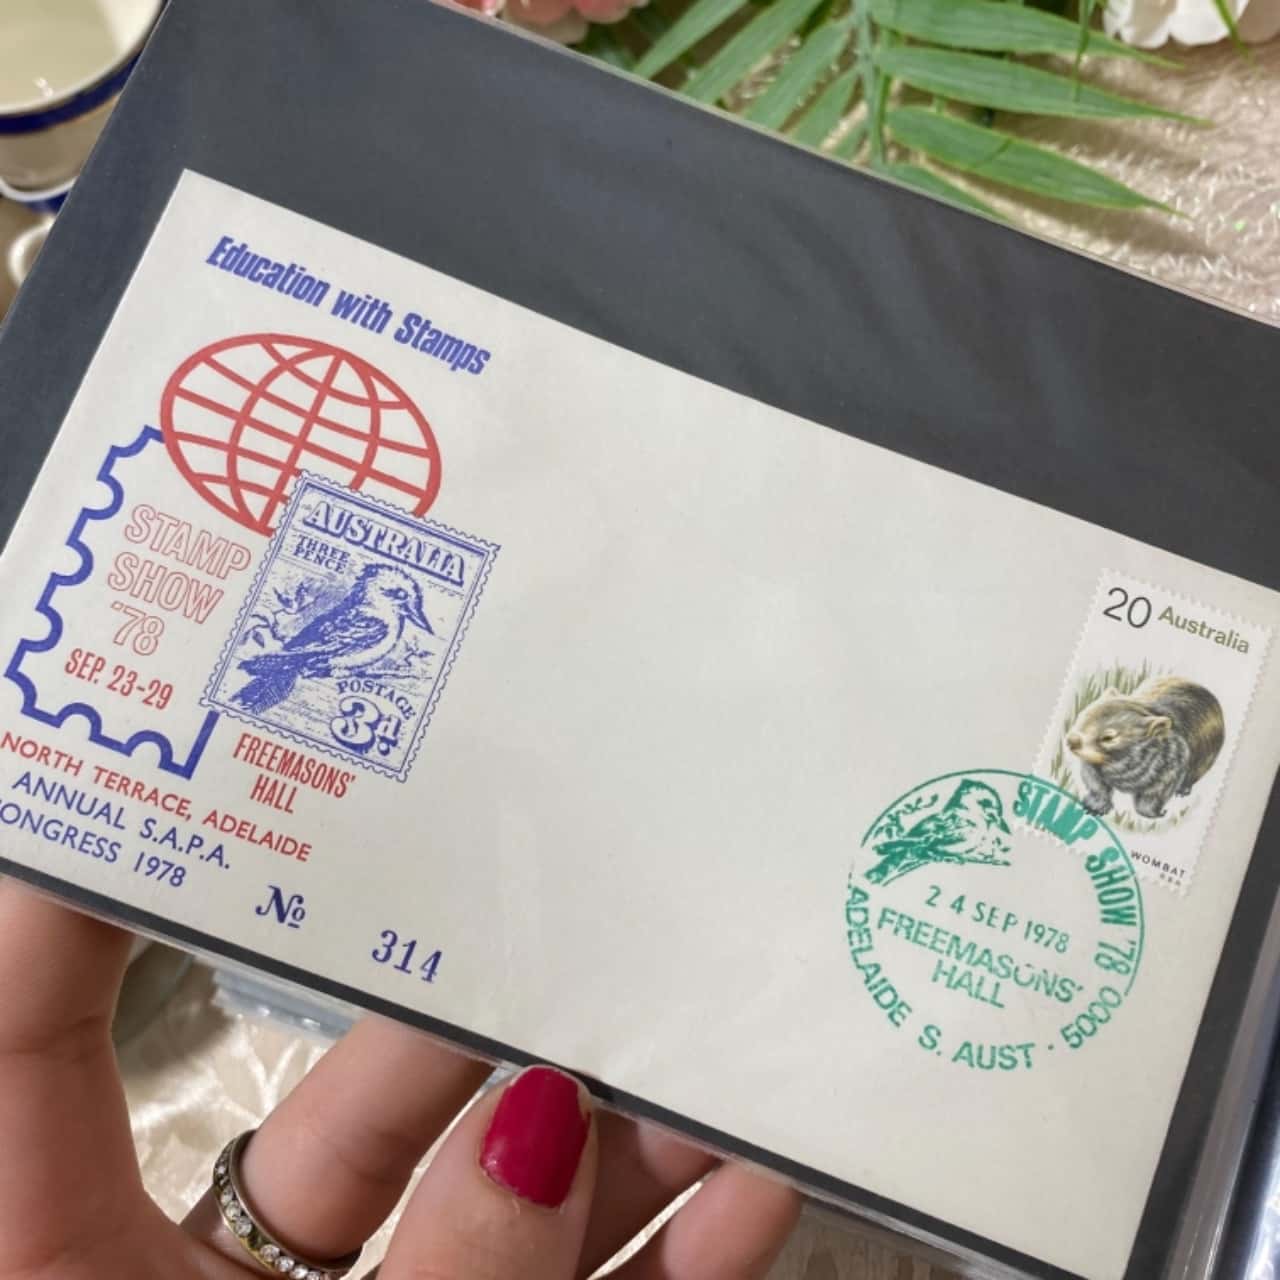 Education with Stamps
STAMP
SHOW
'78
SEP. 23-29
AUSTRALIA
THREE
PENCE
POSTAGE
3d.
FREEMASONS'
HALL
NORTH TERRACE, ADELAIDE
ANNUAL S.A.P.A.
ONGRESS 1978
No 314
20 Australia
WOMBAT
STAMP SHOW '78
24 SEP 1978
FREEMASONS'
HALL
ADELAIDE S. AUST · 5000